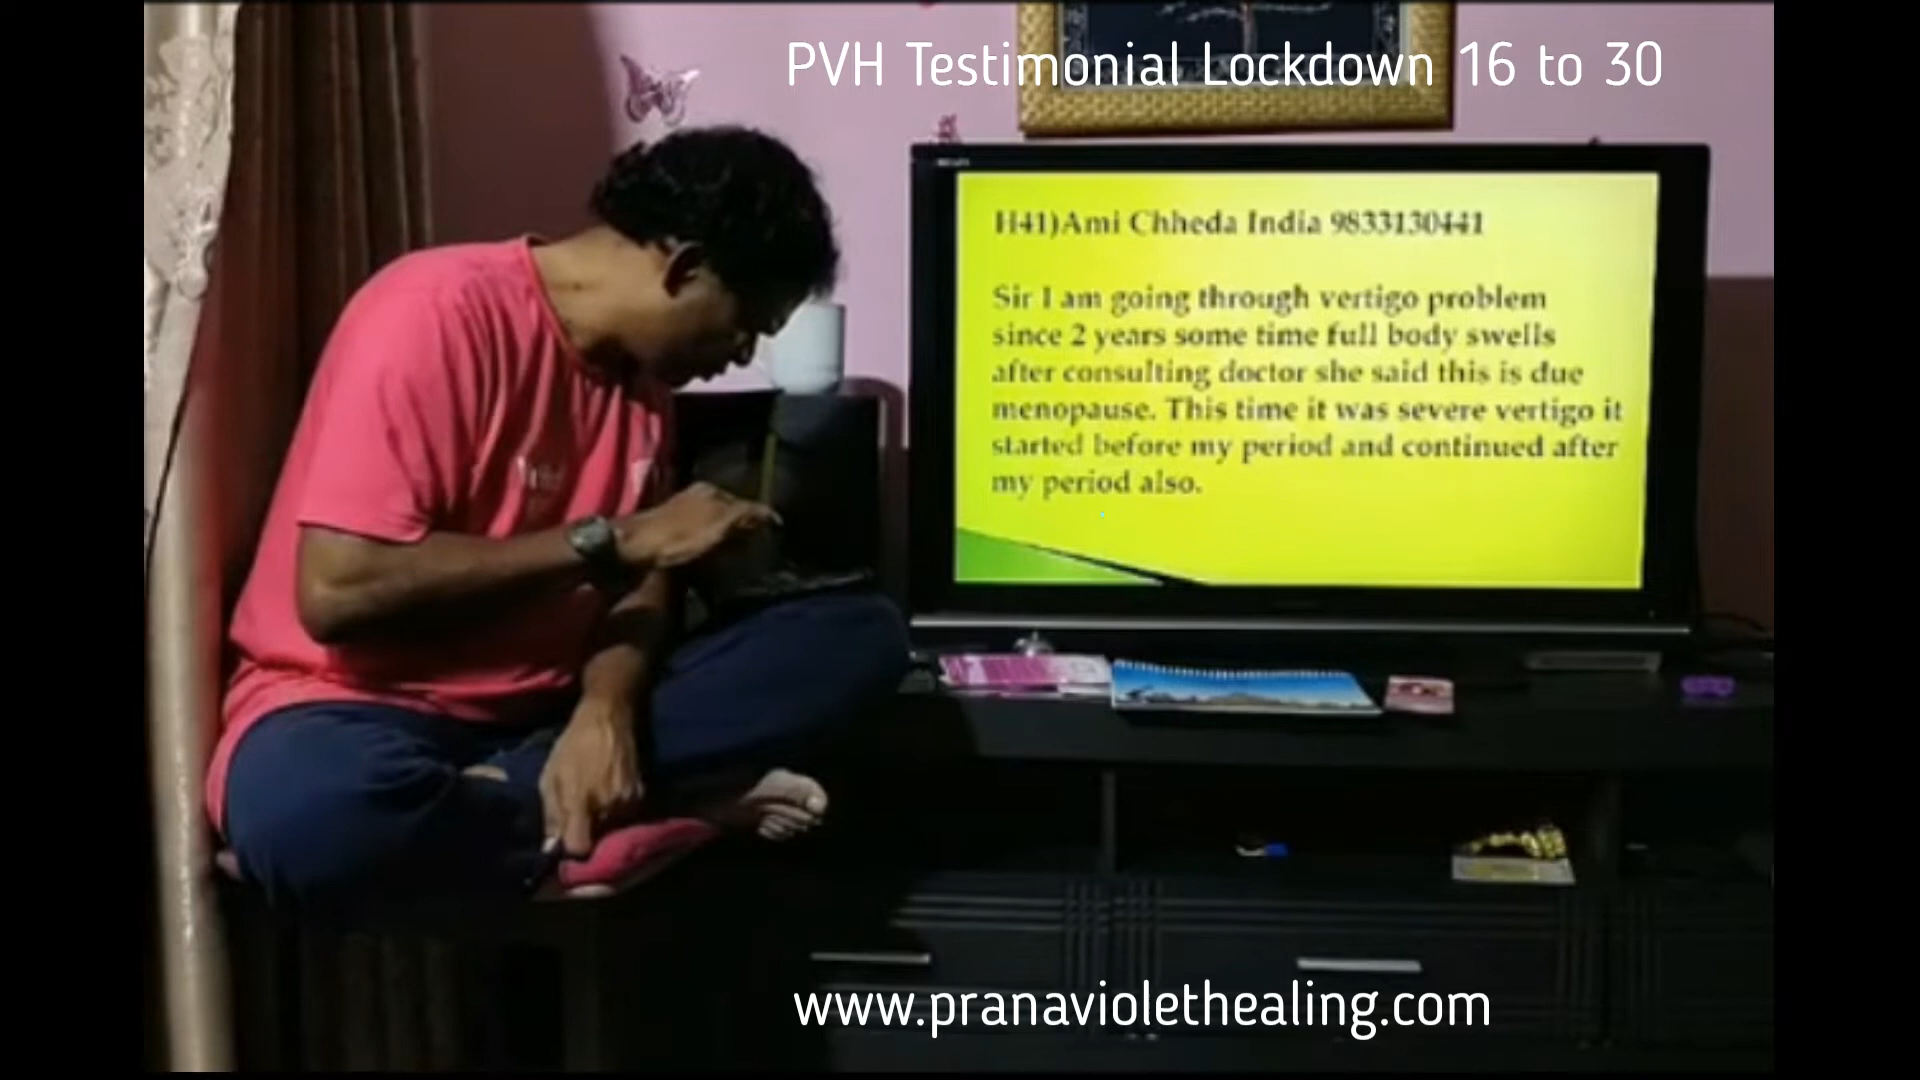 PVH Testimonial Lockdown 16 to 30
H41)Ami Chheda India 9833130441
Sir I am going through vertigo problem
since 2 years some time full body swells
after consulting doctor she said this is due
menopause. This time it was severe vertigo it
started before my period and continued after
my period also.
www.pranaviolethealing.com